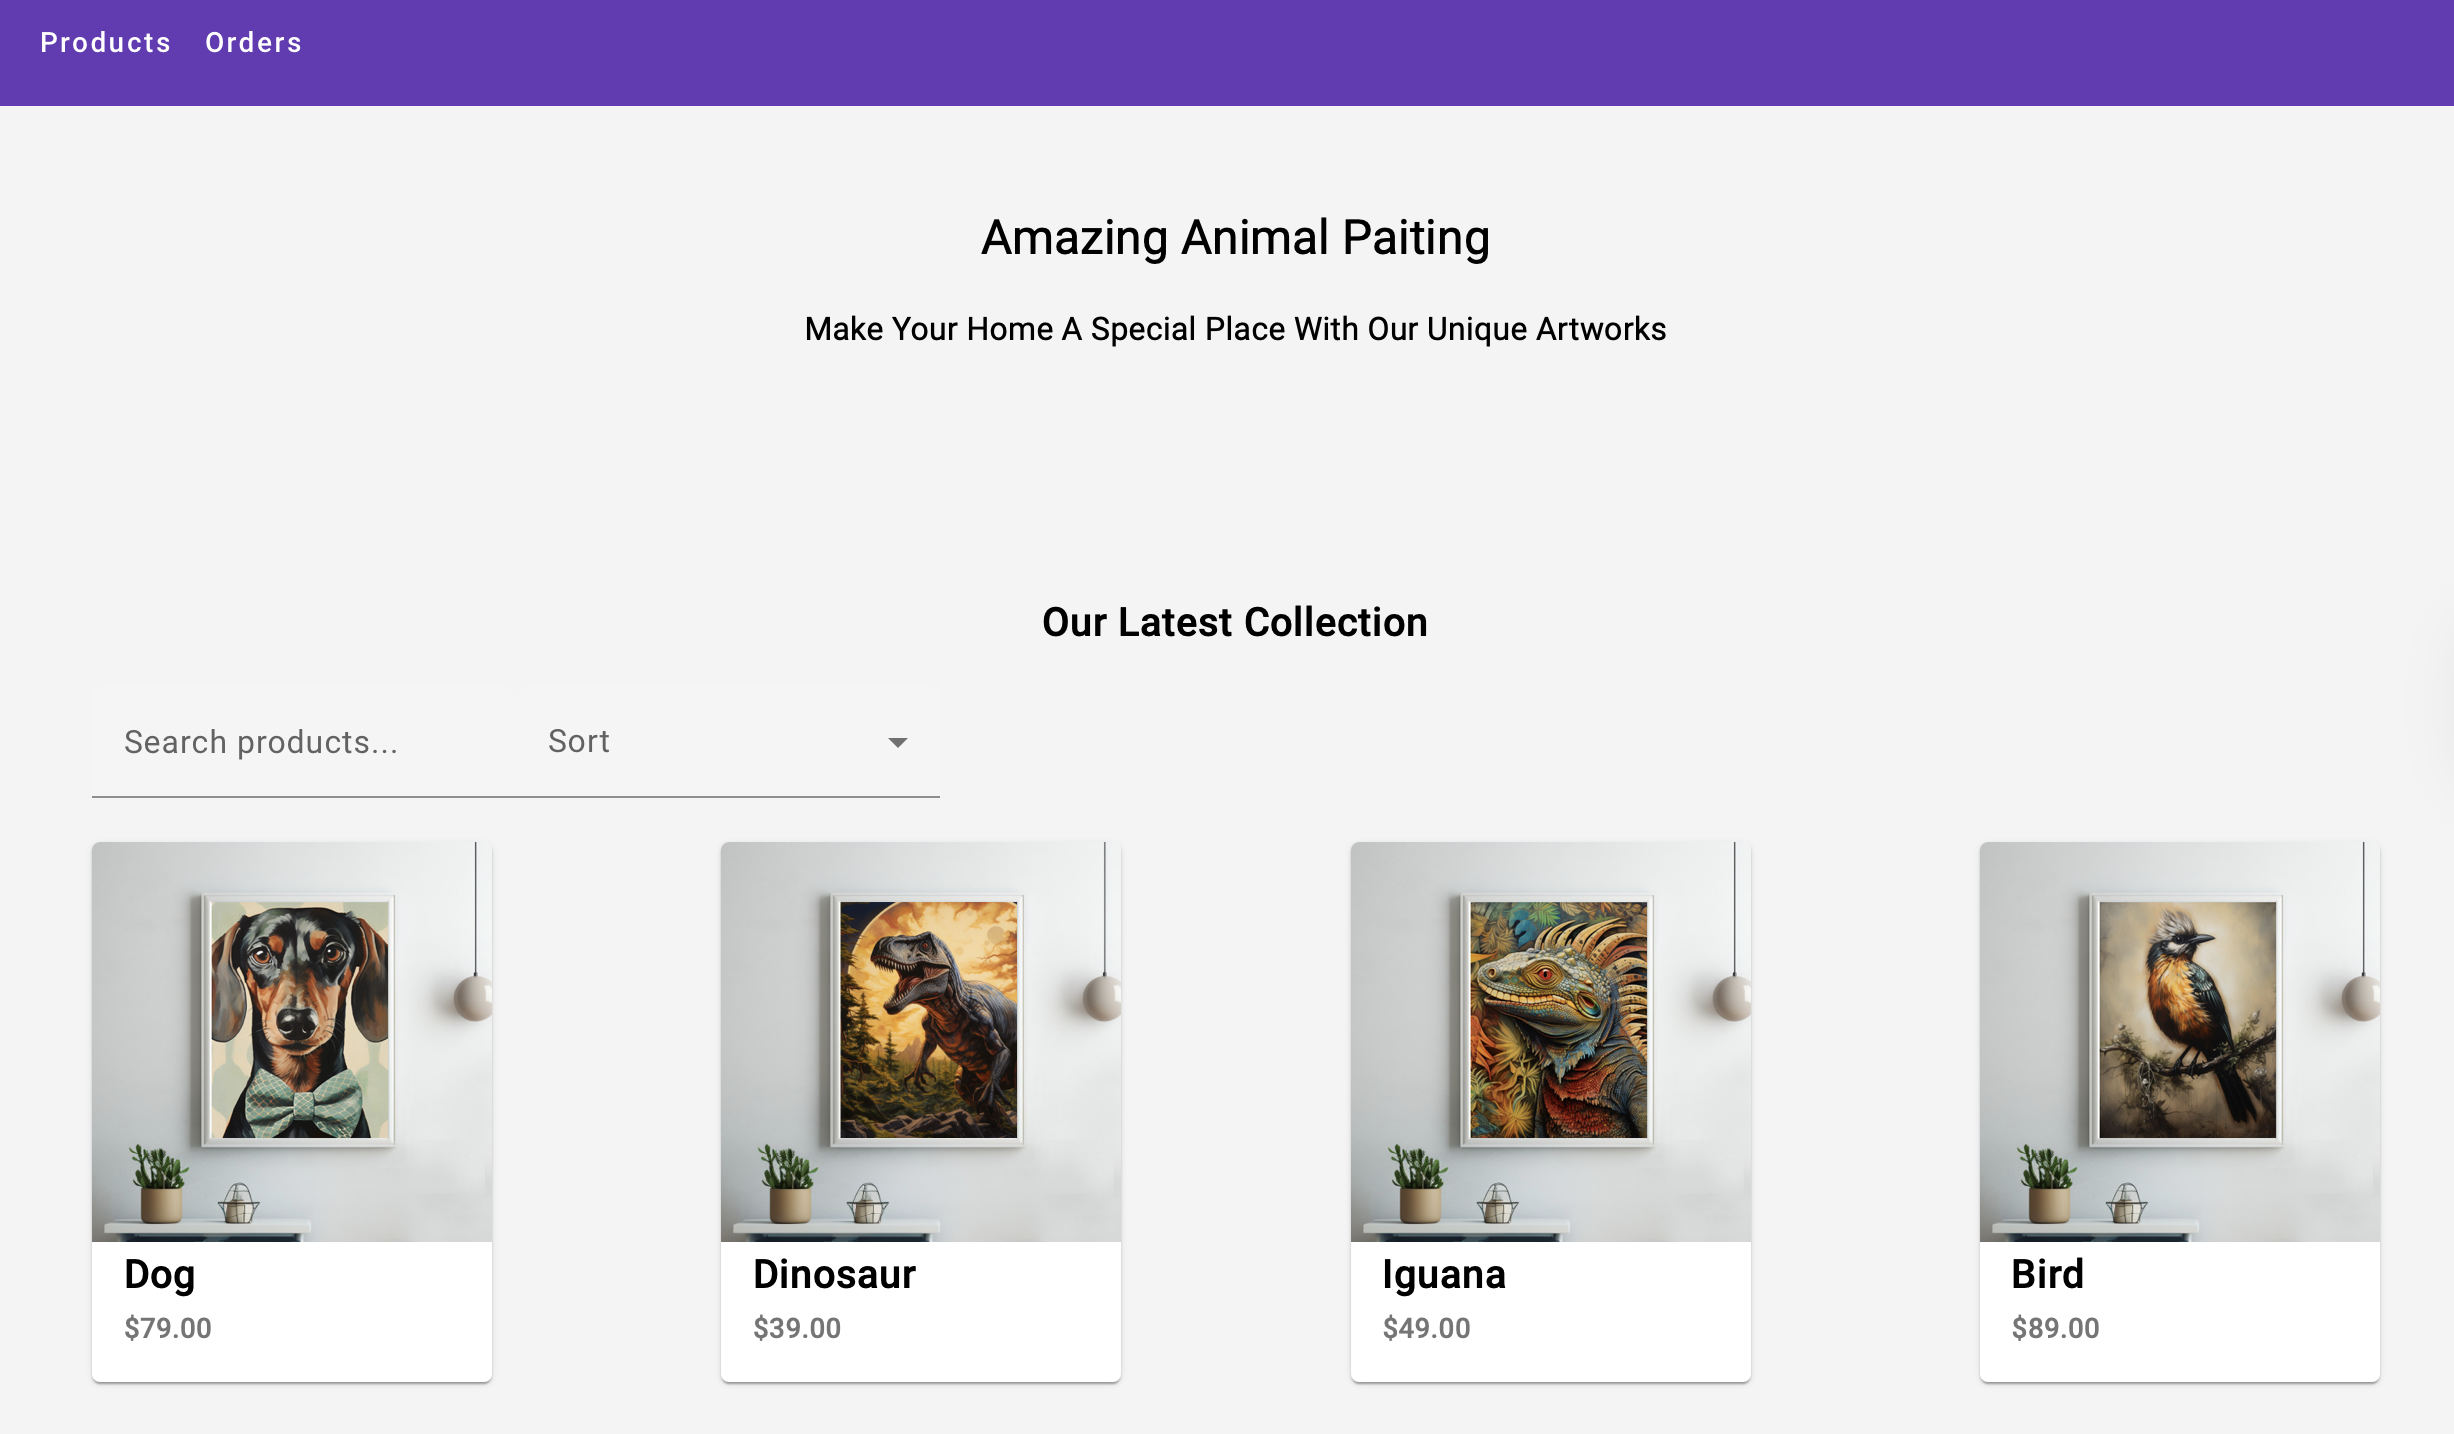 Products Orders
Amazing Animal Paiting
Make Your Home A Special Place With Our Unique Artworks
Our Latest Collection
Search products... Sort
Dog
$79.00
Dinosaur
$39.00
Iguana
$49.00
Bird
$89.00